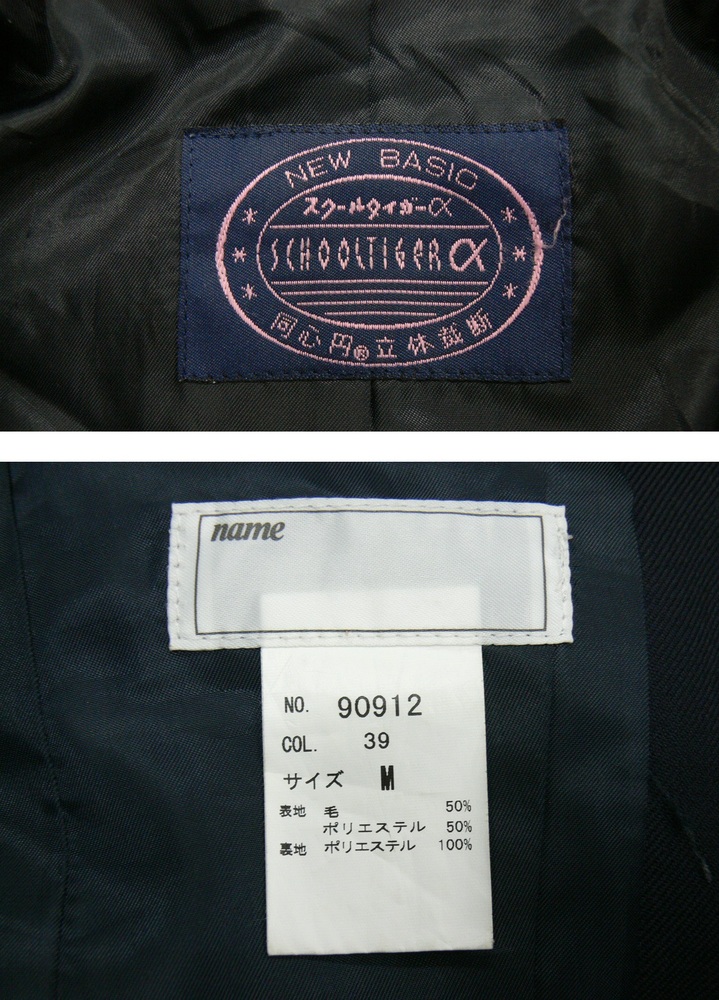 NEW BASIC
スクールタイガーα
SCHOOLTIGER α
同心円®立体裁断
name
NO. 90912
COL. 39
サイズ M
表地 毛 50%
ポリエステル 50%
裏地 ポリエステル 100%